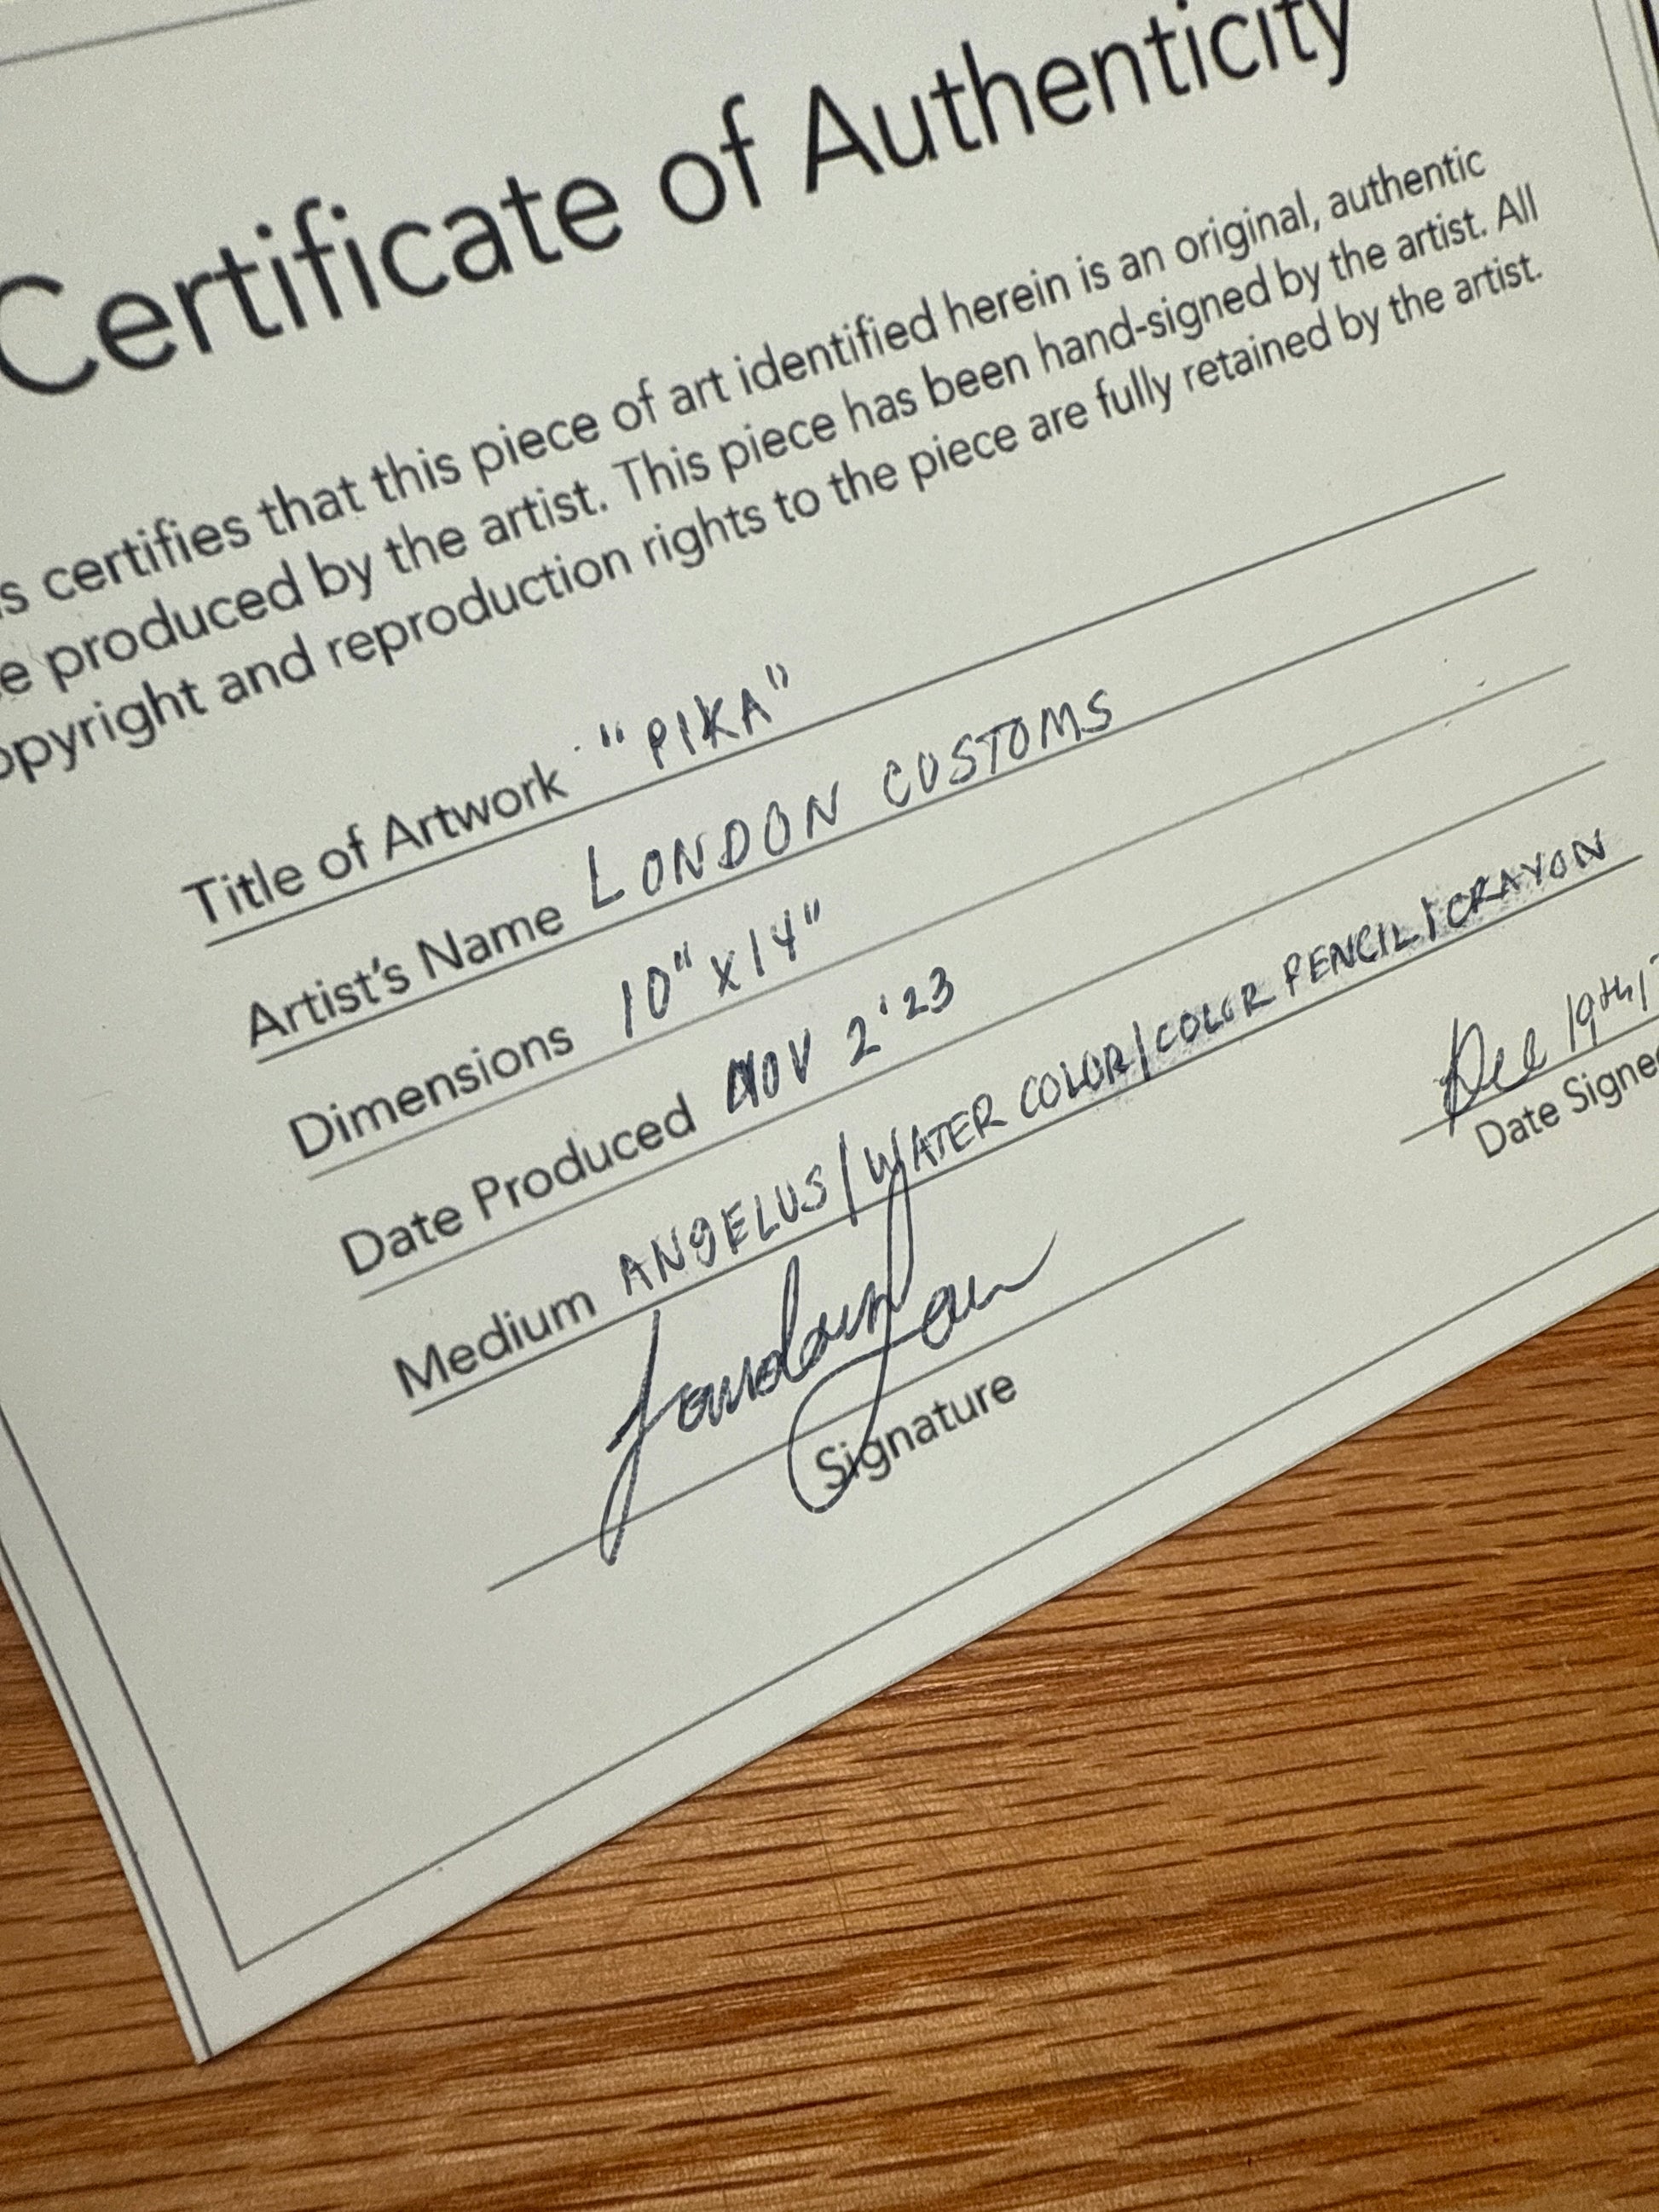 Certificate of Authenticity
s certifies that this piece of art identified herein is an original, authentic
e produced by the artist. This piece has been hand-signed by the artist. All
opyright and reproduction rights to the piece are fully retained by the artist.
Title of Artwork "PIKA"
Artist's Name LONDON CUSTOMS
Dimensions 10" x 14"
Date Produced NOV 2 '23
Medium ANGELUS/WATER COLOR/COLOR PENCIL/CRAYON
Dec 19th,
Signature
Date Signe